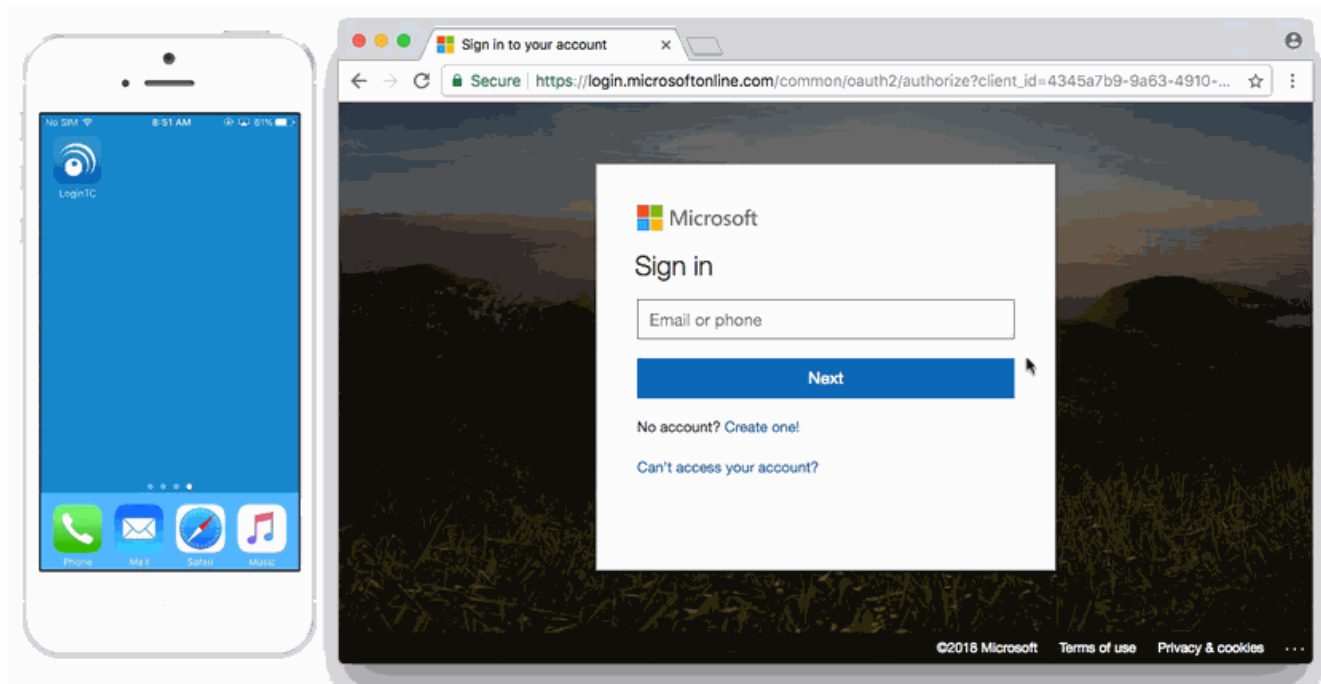 No SIM 8:51 AM 81%
LoginTC
Phone Mail Safari Music
Sign in to your account
Secure https://login.microsoftonline.com/common/oauth2/authorize?client_id=4345a7b9-9a63-4910-...
Microsoft
Sign in
Email or phone
Next
No account? Create one!
Can't access your account?
©2018 Microsoft Terms of use Privacy & cookies ...